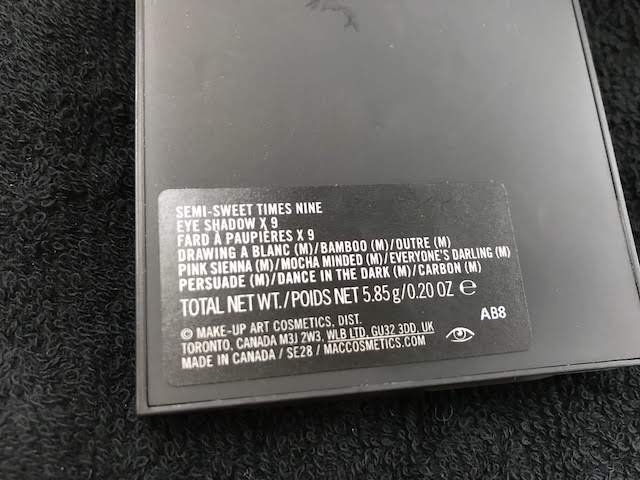 SEMI-SWEET TIMES NINE
EYE SHADOW X 9
FARD À PAUPIÈRES X 9
DRAWING A BLANC (M)/BAMBOO (M)/OUTRE (M)
PINK SIENNA (M)/MOCHA MINDED (M)/EVERYONE'S DARLING (M)
PERSUADE (M)/DANCE IN THE DARK (M)/CARBON (M)
TOTAL NET WT./POIDS NET 5.85 g/0.20 OZ ℮
© MAKE-UP ART COSMETICS, DIST. AB8
TORONTO, CANADA M3J 2W3, WLB LTD, GU32 3DD, UK
MADE IN CANADA / SE28 / MACCOSMETICS.COM